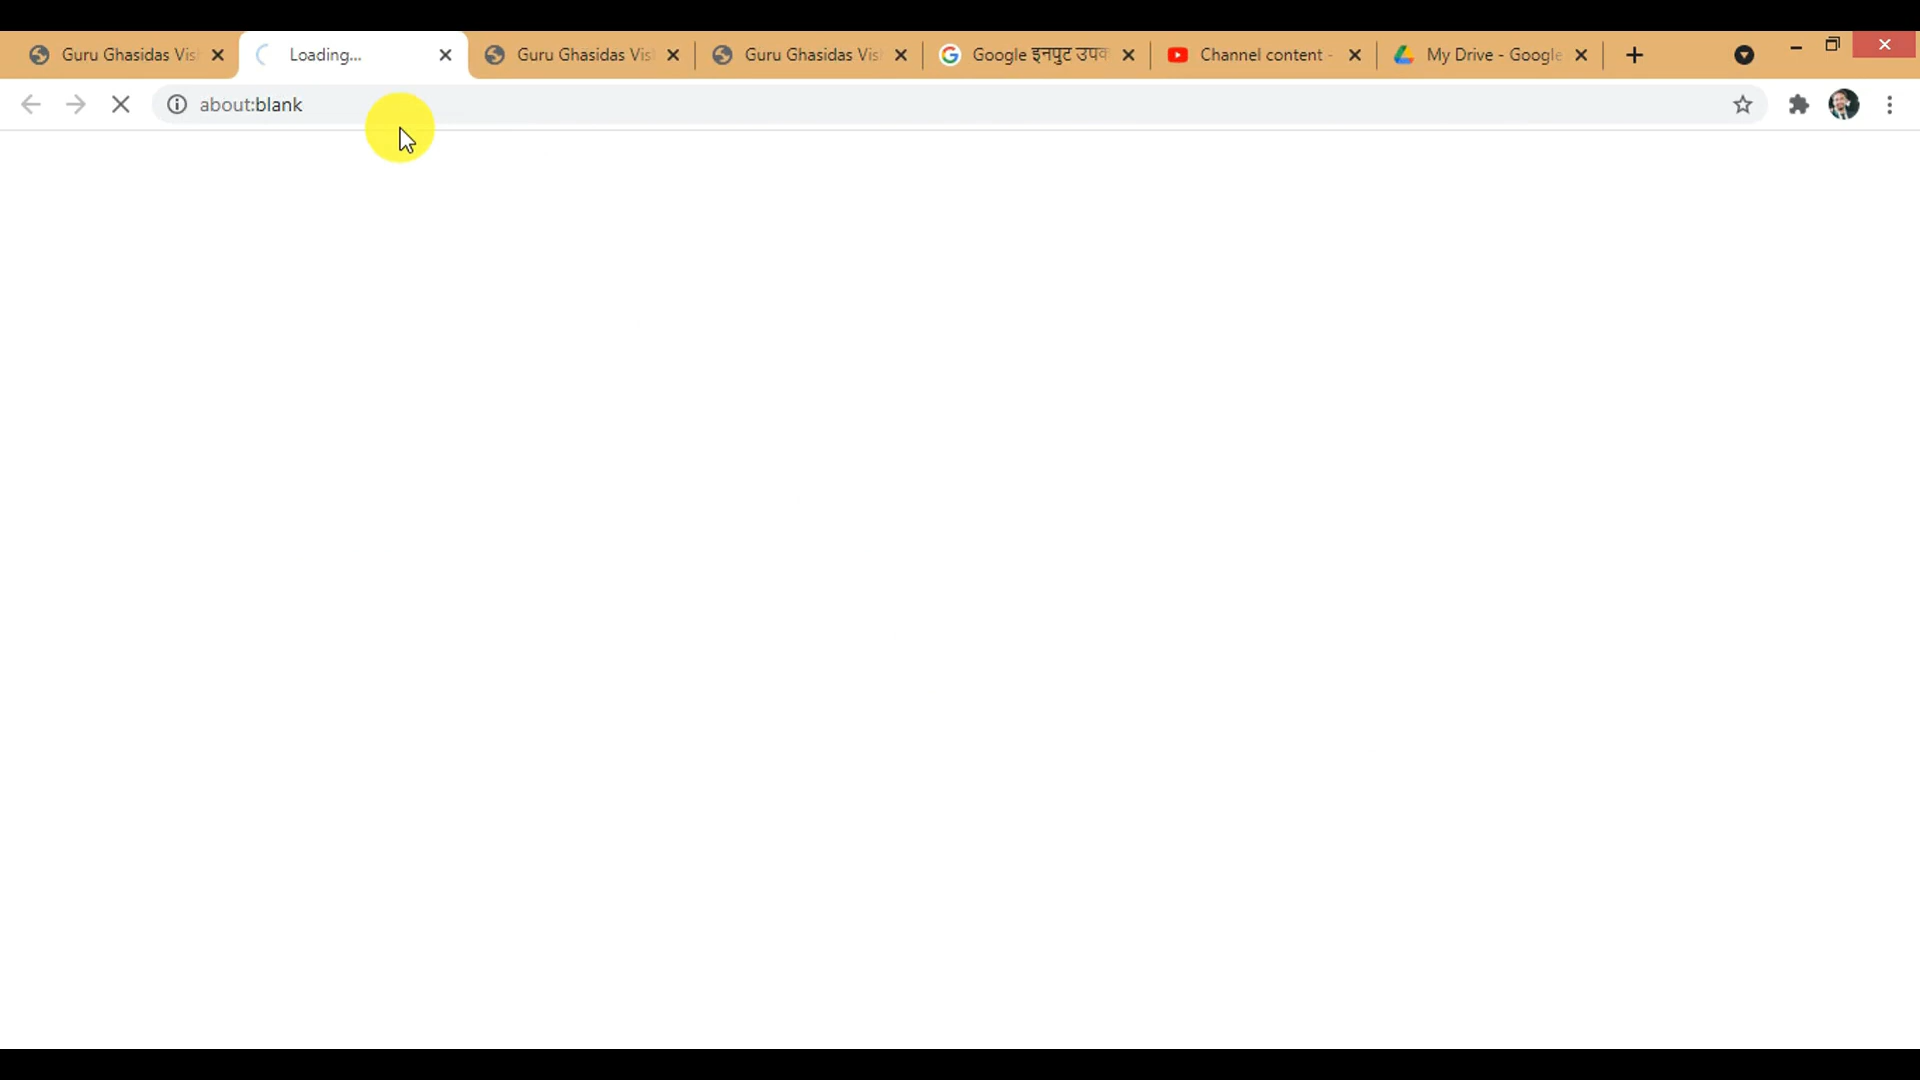 Guru Ghasidas Vish
Loading...
Guru Ghasidas Vis
Guru Ghasidas Vis
Google इनपुट उपक
Channel content -
My Drive - Google
about:blank